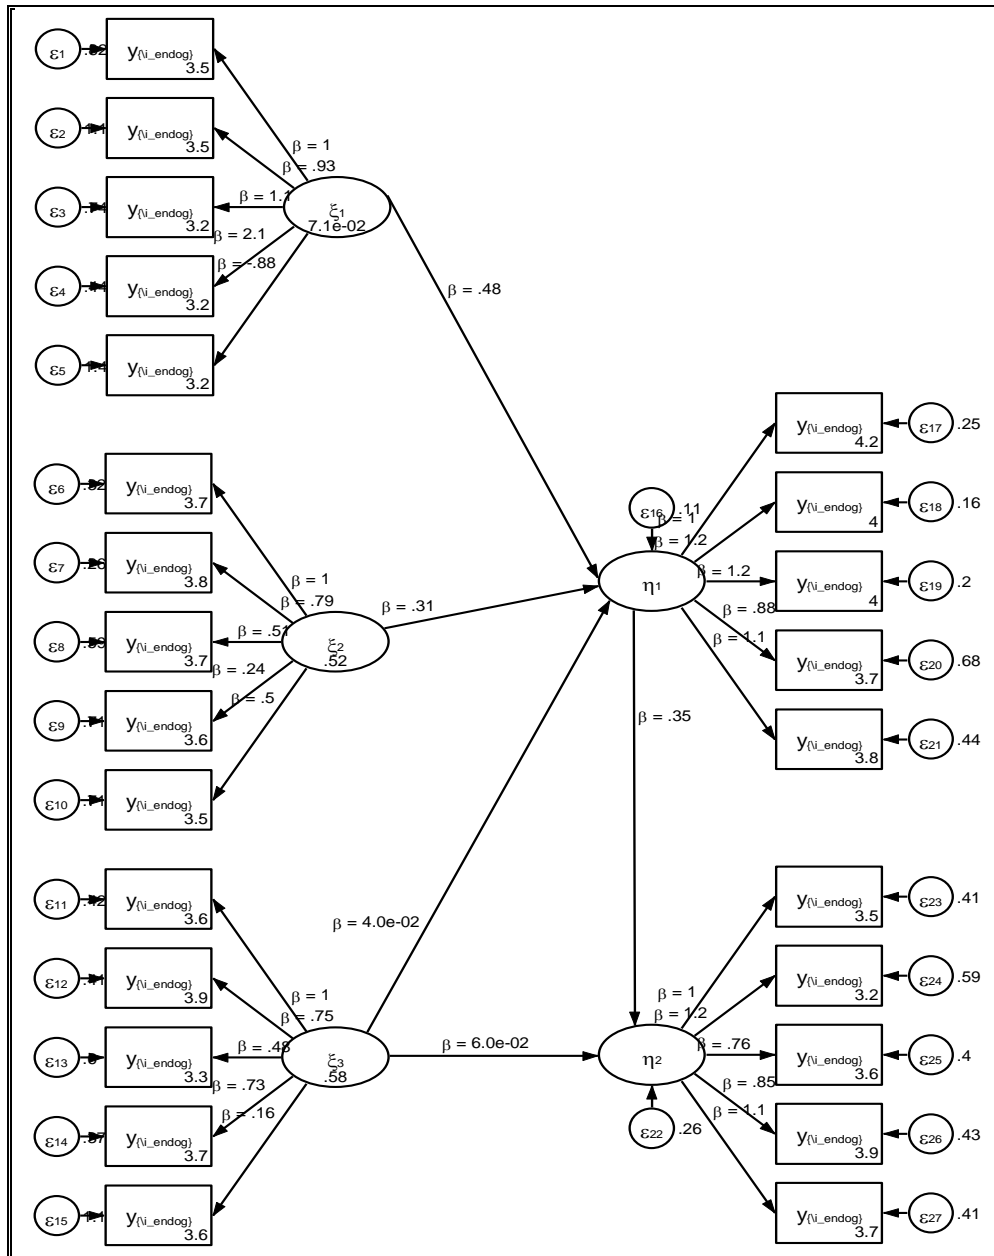 ε1
y{\i_endog}
3.5
ε2
y{\i_endog}
3.5
β = 1
β = .93
ε3
y{\i_endog}
3.2
β = 1.1
ξ1
7.1e-02
β = 2.1
β = -.88
ε4
y{\i_endog}
3.2
β = .48
ε5
y{\i_endog}
3.2
y{\i_endog}
4.2
ε17 .25
ε6
y{\i_endog}
3.7
ε16 .11
β = 1
β = 1.2
y{\i_endog}
4
ε18 .16
ε7
y{\i_endog}
3.8
β = 1
β = .79
η1
β = 1.2
y{\i_endog}
4
ε19 .2
ε8
y{\i_endog}
3.7
β = .51
ξ2
.52
β = .31
β = .88
β = 1.1
y{\i_endog}
3.7
ε20 .68
β = .24
β = .5
ε9
y{\i_endog}
3.6
β = .35
y{\i_endog}
3.8
ε21 .44
ε10
y{\i_endog}
3.5
ε11
y{\i_endog}
3.6
β = 4.0e-02
y{\i_endog}
3.5
ε23 .41
ε12
y{\i_endog}
3.9
β = 1
β = .75
β = 1
β = 1.2
y{\i_endog}
3.2
ε24 .59
ε13
y{\i_endog}
3.3
β = .48
ξ3
.58
β = 6.0e-02
η2
β = .76
y{\i_endog}
3.6
ε25 .4
β = .73
β = .16
β = .85
β = 1.1
ε14
y{\i_endog}
3.7
ε22 .26
y{\i_endog}
3.9
ε26 .43
ε15
y{\i_endog}
3.6
y{\i_endog}
3.7
ε27 .41